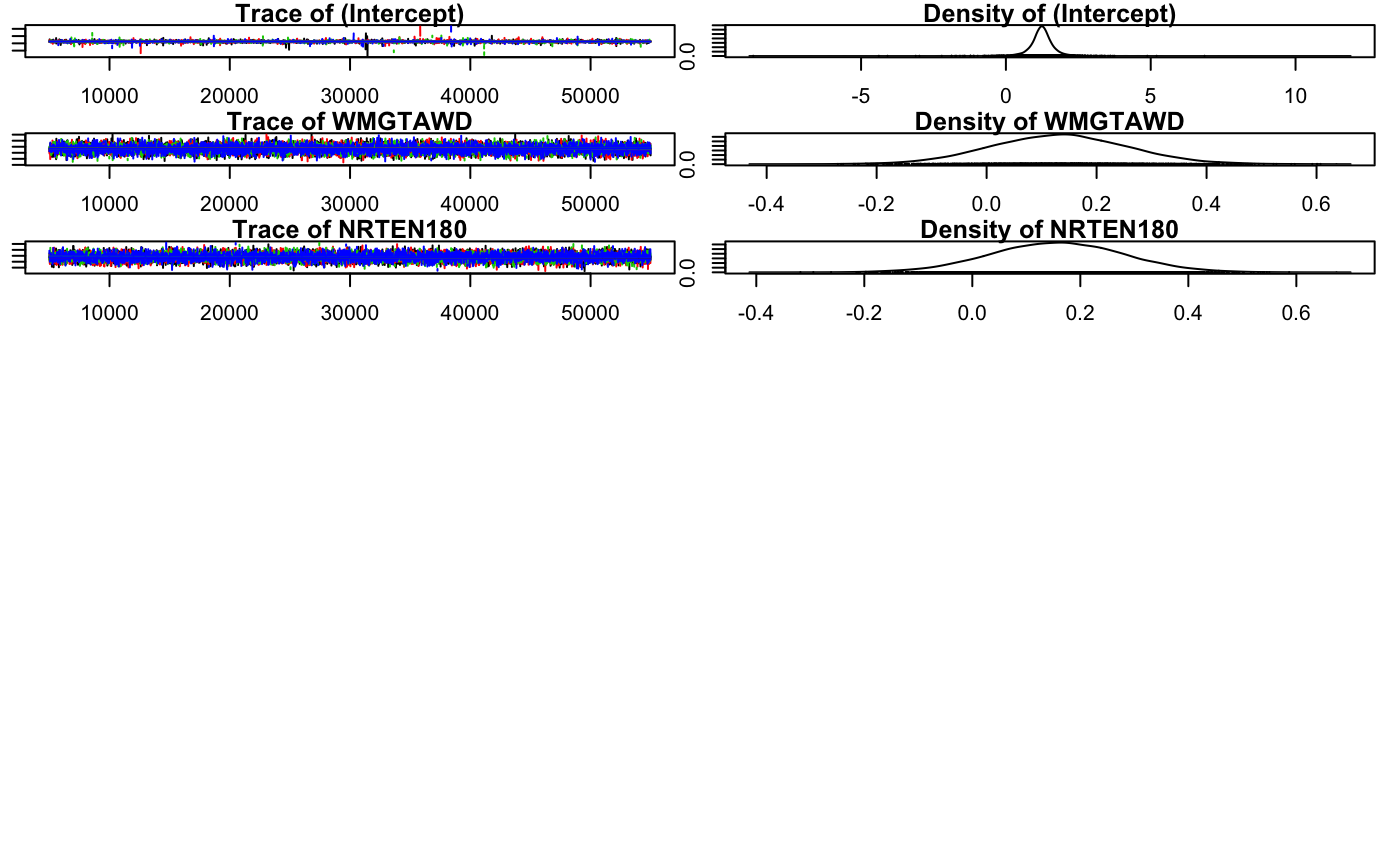 Trace of (Intercept)
Density of (Intercept)
0.0
10000 20000 30000 40000 50000
-5 0 5 10
Trace of WMGTAWD
Density of WMGTAWD
0.0
10000 20000 30000 40000 50000
-0.4 -0.2 0.0 0.2 0.4 0.6
Trace of NRTEN180
Density of NRTEN180
0.0
10000 20000 30000 40000 50000
-0.4 -0.2 0.0 0.2 0.4 0.6